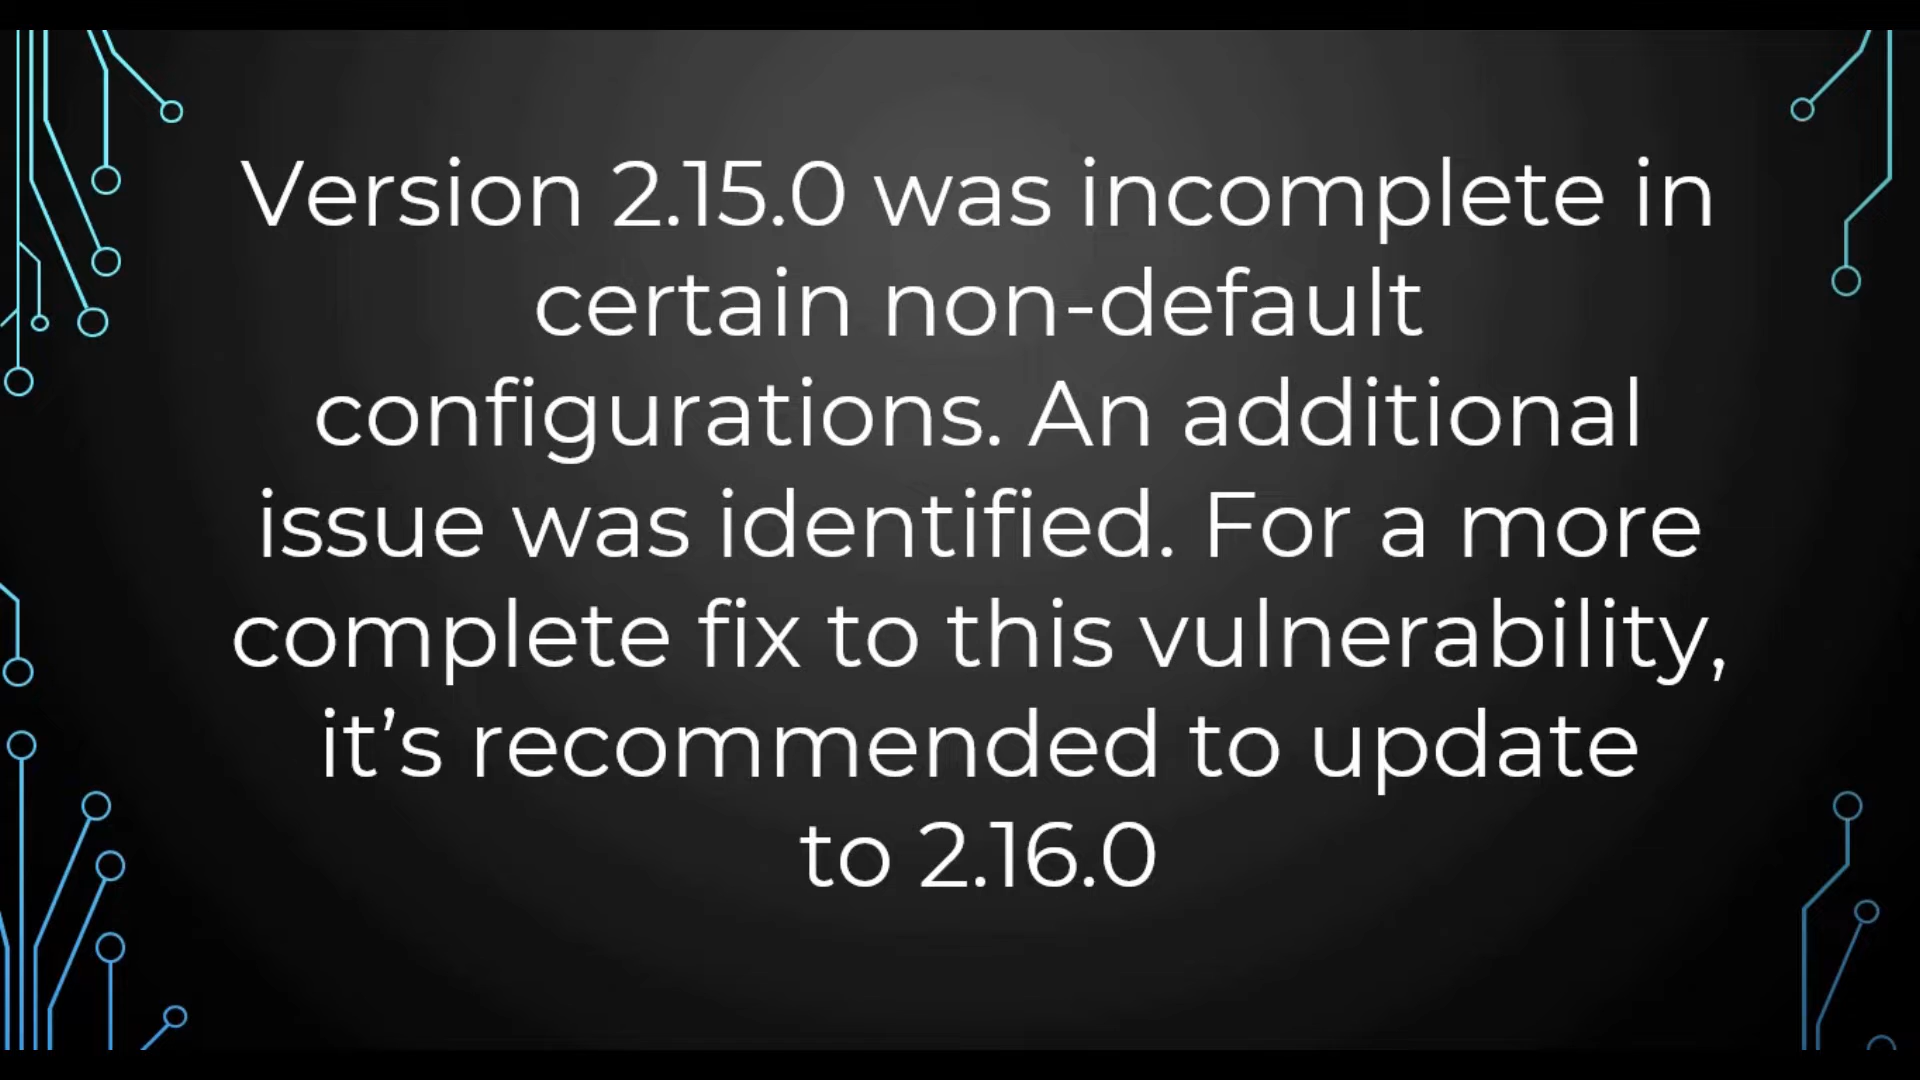 Version 2.15.0 was incomplete in
certain non-default
configurations. An additional
issue was identified. For a more
complete fix to this vulnerability,
it’s recommended to update
to 2.16.0